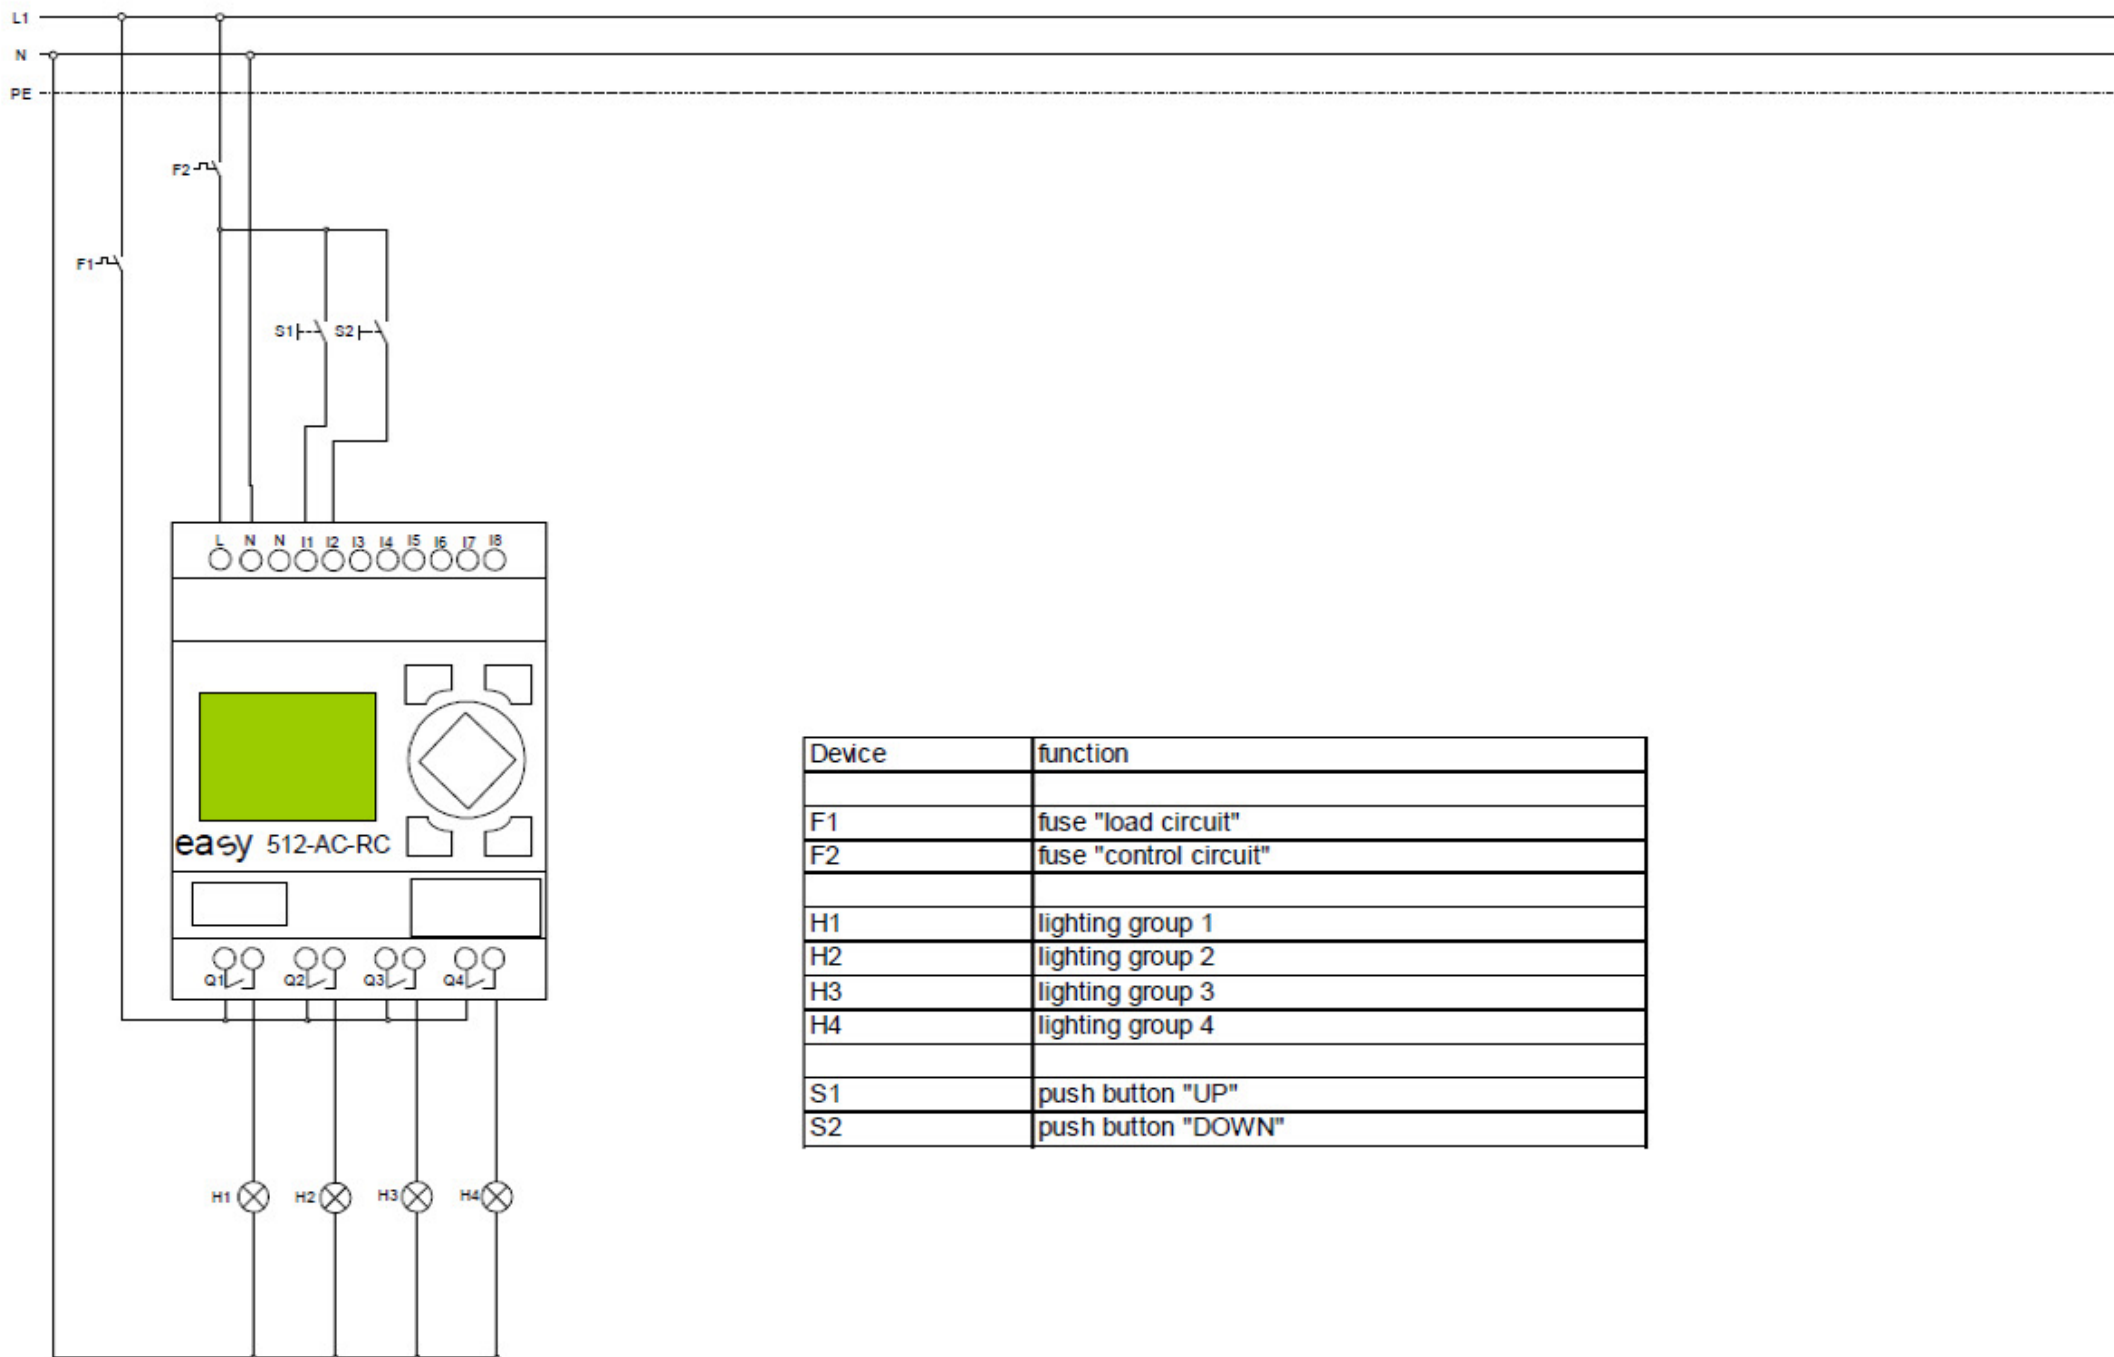 L1
N
PE
F2
F1
S1 S2
L N N I1 I2 I3 I4 I5 I6 I7 I8
easy 512-AC-RC
Q1 Q2 Q3 Q4
H1 H2 H3 H4
Device function
F1 fuse "load circuit"
F2 fuse "control circuit"
H1 lighting group 1
H2 lighting group 2
H3 lighting group 3
H4 lighting group 4
S1 push button "UP"
S2 push button "DOWN"